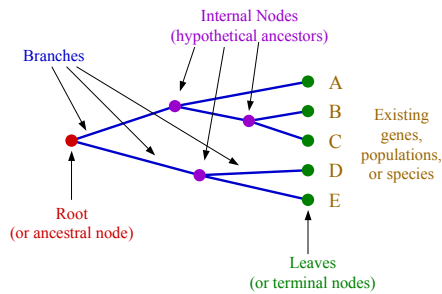 Internal Nodes
(hypothetical ancestors)
Branches
A
B
C
D
E
Existing
genes,
populations,
or species
Root
(or ancestral node)
Leaves
(or terminal nodes)